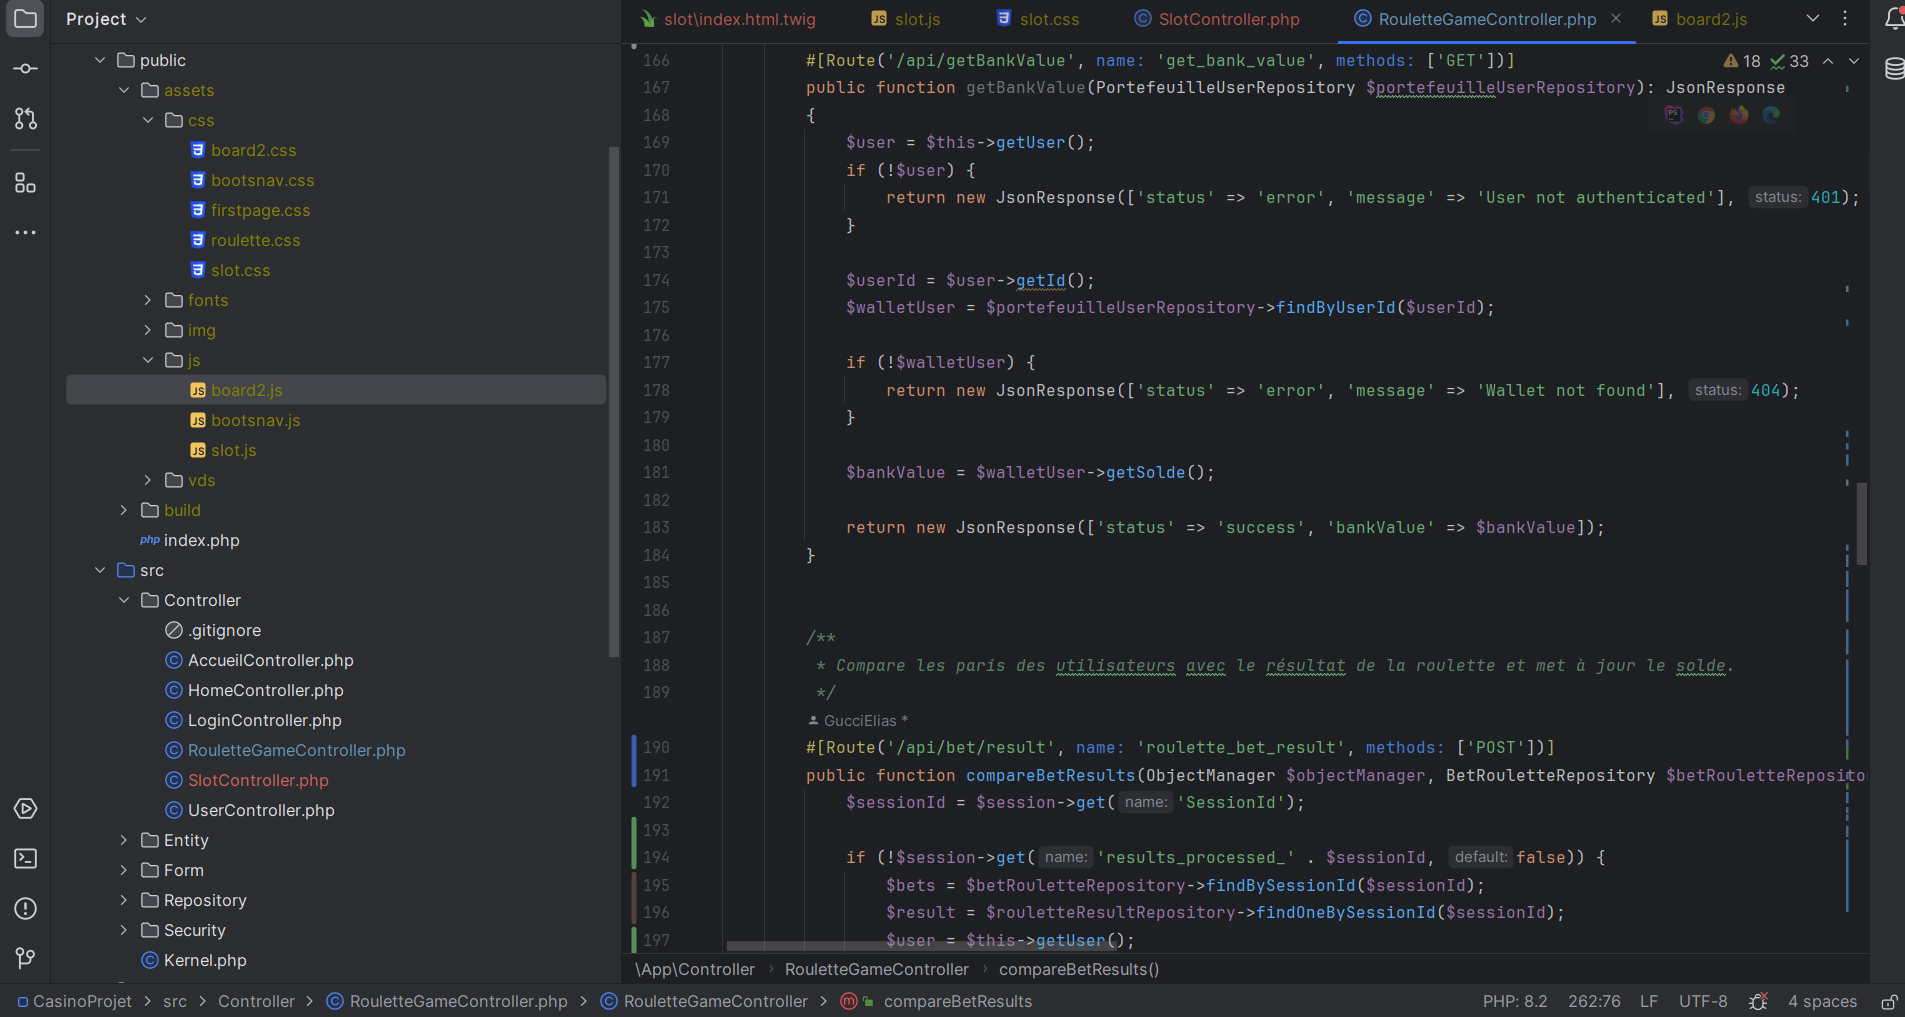 Project
slot\index.html.twig
slot.js
slot.css
SlotController.php
RouletteGameController.php
board2.js
public
assets
css
board2.css
bootsnav.css
firstpage.css
roulette.css
slot.css
fonts
img
js
board2.js
bootsnav.js
slot.js
vds
build
php index.php
src
Controller
.gitignore
AccueilController.php
HomeController.php
LoginController.php
RouletteGameController.php
SlotController.php
UserController.php
Entity
Form
Repository
Security
Kernel.php
18 33
166 #[Route('/api/getBankValue', name: 'get_bank_value', methods: ['GET'])]
167 public function getBankValue(PortefeuilleUserRepository $portefeuilleUserRepository): JsonResponse
168 {
169 $user = $this->getUser();
170 if (!$user) {
171 return new JsonResponse(['status' => 'error', 'message' => 'User not authenticated'], status: 401);
172 }
173
174 $userId = $user->getId();
175 $walletUser = $portefeuilleUserRepository->findByUserId($userId);
176
177 if (!$walletUser) {
178 return new JsonResponse(['status' => 'error', 'message' => 'Wallet not found'], status: 404);
179 }
180
181 $bankValue = $walletUser->getSolde();
182
183 return new JsonResponse(['status' => 'success', 'bankValue' => $bankValue]);
184 }
185
186
187 /**
188 * Compare les paris des utilisateurs avec le résultat de la roulette et met à jour le solde.
189 */
GucciElias *
190 #[Route('/api/bet/result', name: 'roulette_bet_result', methods: ['POST'])]
191 public function compareBetResults(ObjectManager $objectManager, BetRouletteRepository $betRouletteReposito
192 $sessionId = $session->get( name: 'SessionId');
193
194 if (!$session->get( name: 'results_processed_' . $sessionId, default: false)) {
195 $bets = $betRouletteRepository->findBySessionId($sessionId);
196 $result = $rouletteResultRepository->findOneBySessionId($sessionId);
197 $user = $this->getUser();
\App\Controller › RouletteGameController › compareBetResults()
CasinoProjet > src > Controller > RouletteGameController.php > RouletteGameController > m compareBetResults
PHP: 8.2 262:76 LF UTF-8 4 spaces